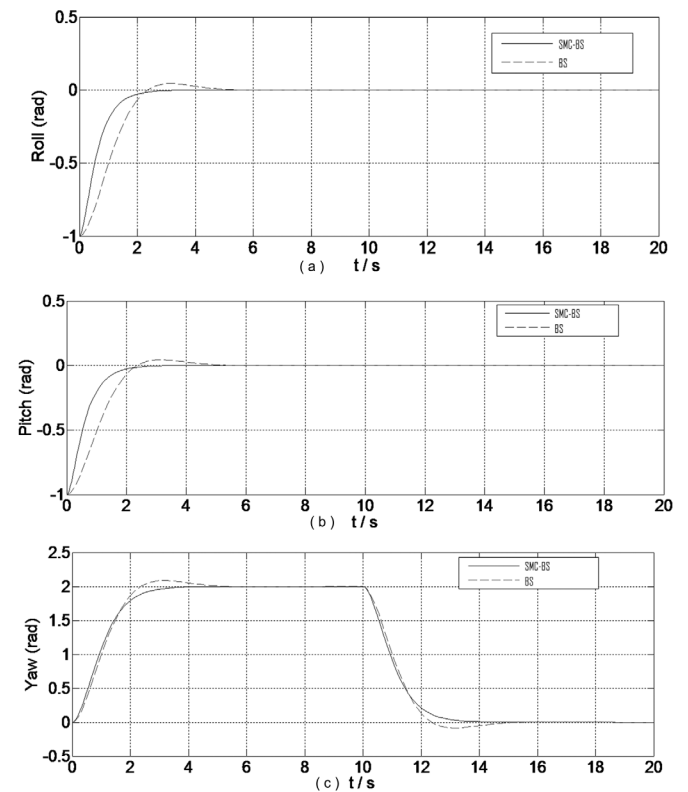 0.5
SMC-BS
BS
0
Roll (rad)
-0.5
-1
0 2 4 6 8 10 12 14 16 18 20
( a ) t / s
0.5
SMC-BS
BS
0
Pitch (rad)
-0.5
-1
0 2 4 6 8 10 12 14 16 18 20
( b ) t / s
2.5
SMC-BS
BS
2
1.5
Yaw (rad)
1
0.5
0
-0.5
0 2 4 6 8 10 12 14 16 18 20
( c ) t / s